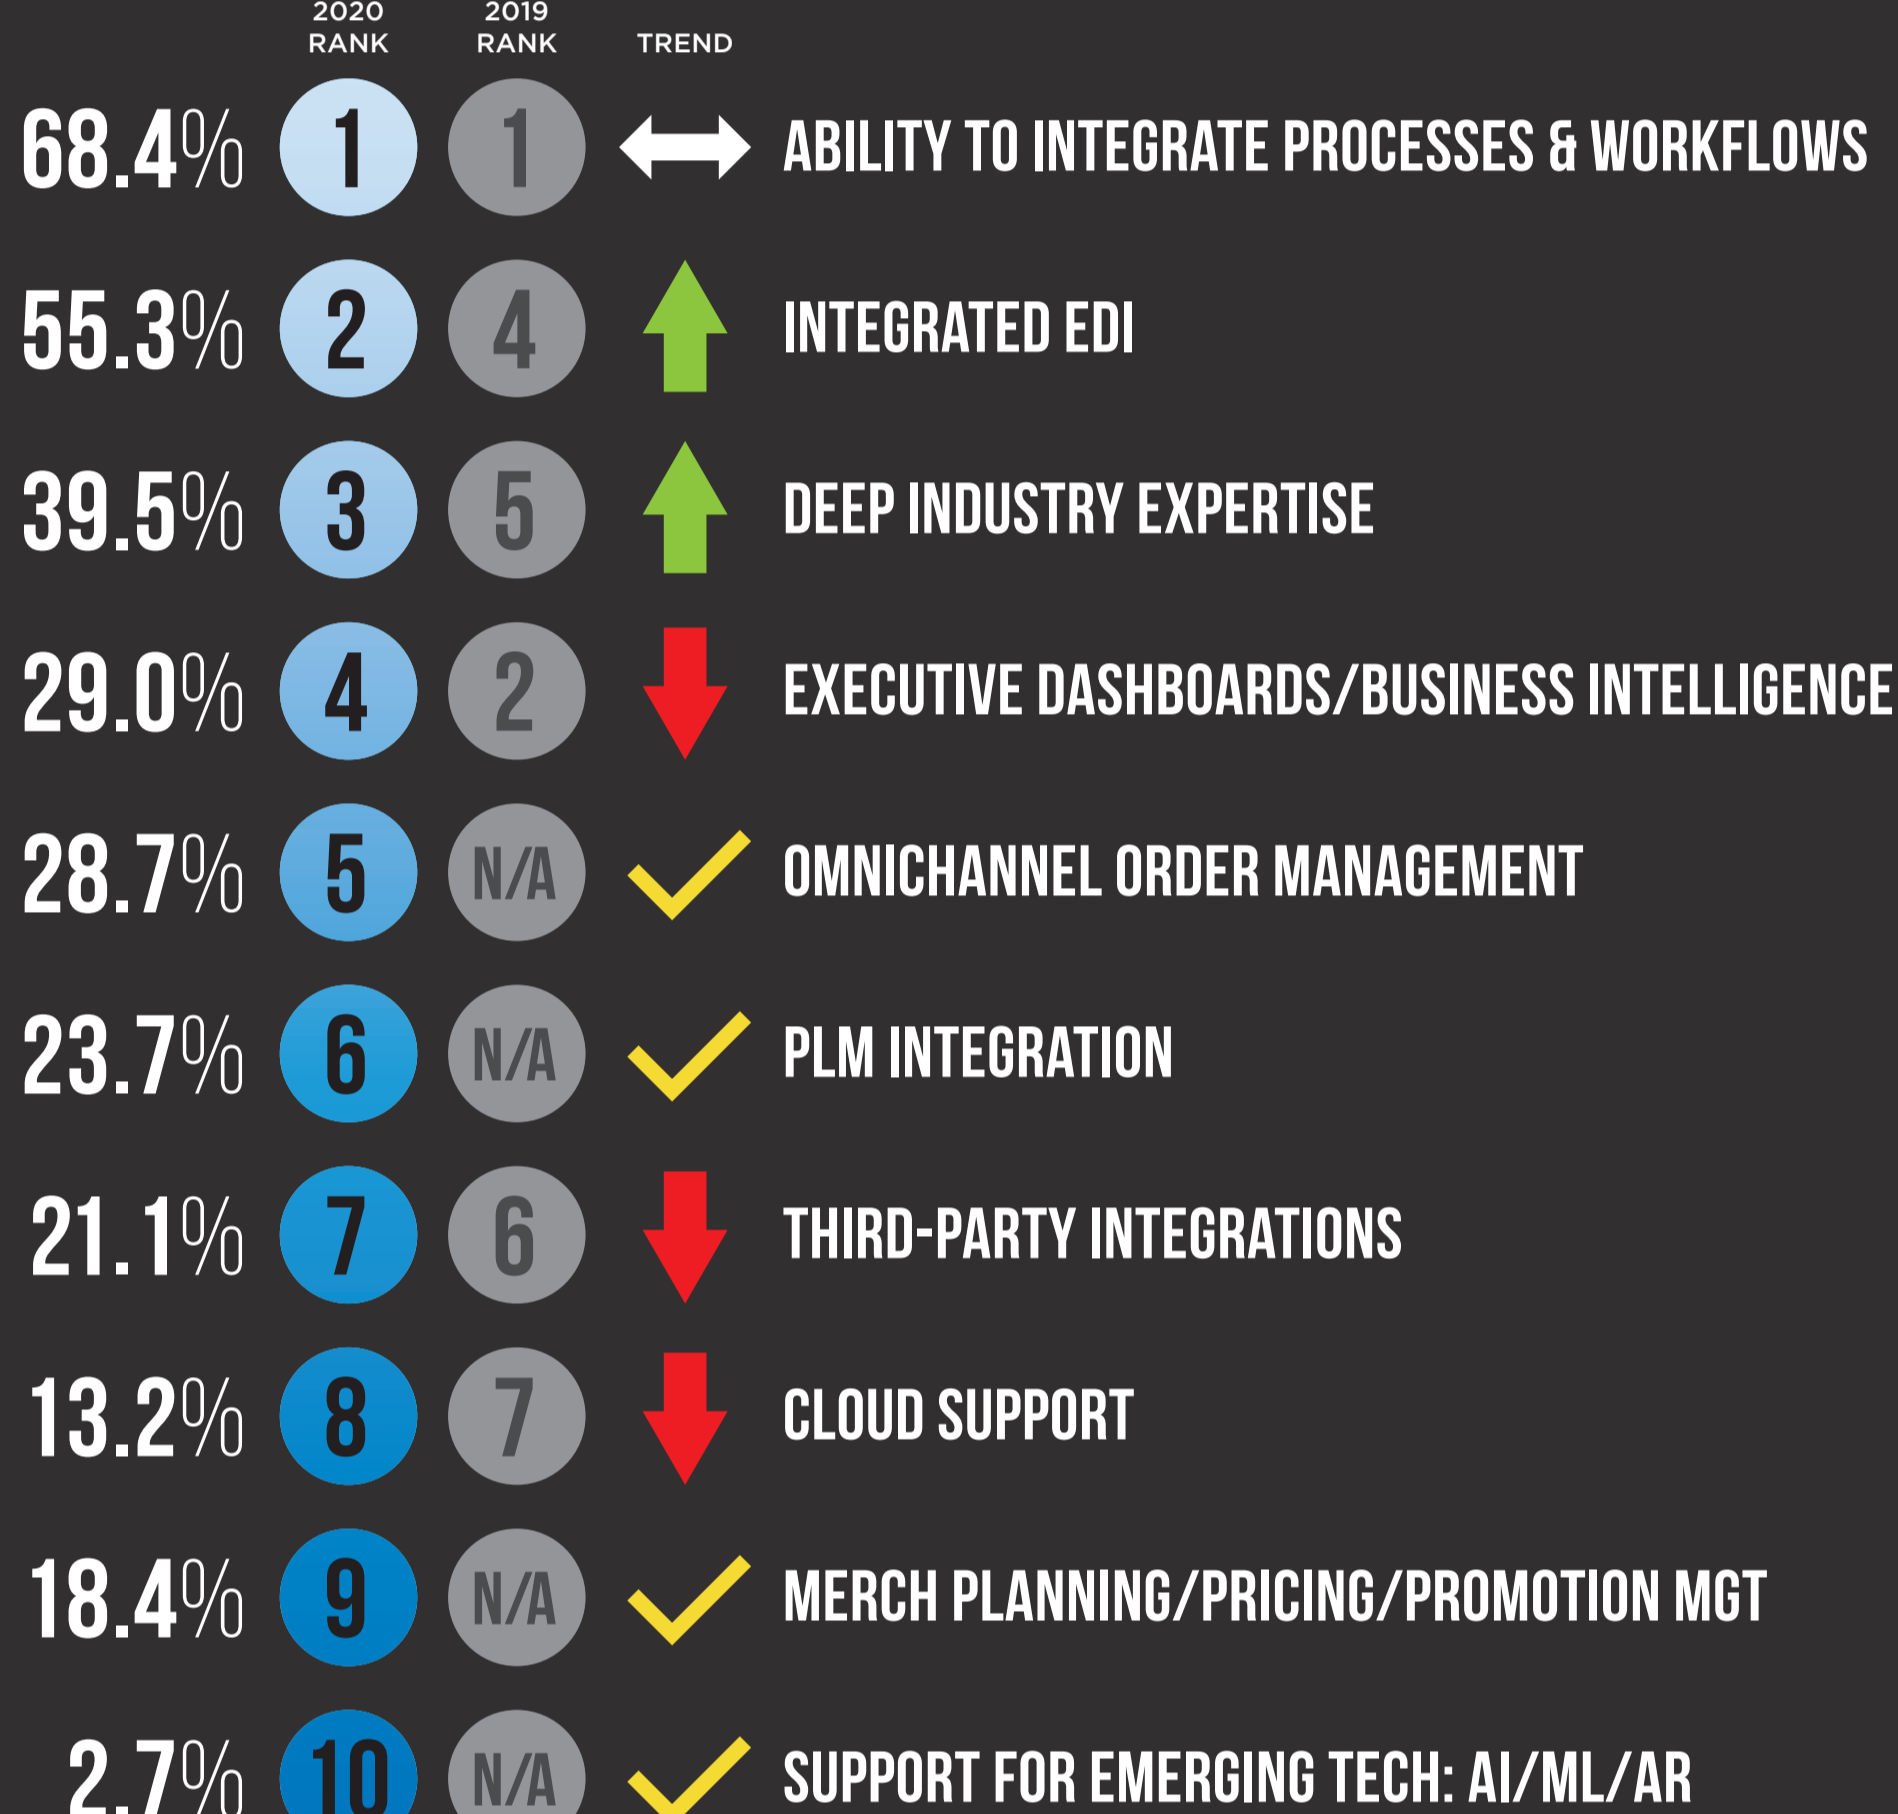 2020 RANK 2019 RANK TREND
68.4% 1 1 ABILITY TO INTEGRATE PROCESSES & WORKFLOWS
55.3% 2 4 INTEGRATED EDI
39.5% 3 5 DEEP INDUSTRY EXPERTISE
29.0% 4 2 EXECUTIVE DASHBOARDS/BUSINESS INTELLIGENCE
28.7% 5 N/A OMNICHANNEL ORDER MANAGEMENT
23.7% 6 N/A PLM INTEGRATION
21.1% 7 6 THIRD-PARTY INTEGRATIONS
13.2% 8 7 CLOUD SUPPORT
18.4% 9 N/A MERCH PLANNING/PRICING/PROMOTION MGT
2.7% 10 N/A SUPPORT FOR EMERGING TECH: AI/ML/AR